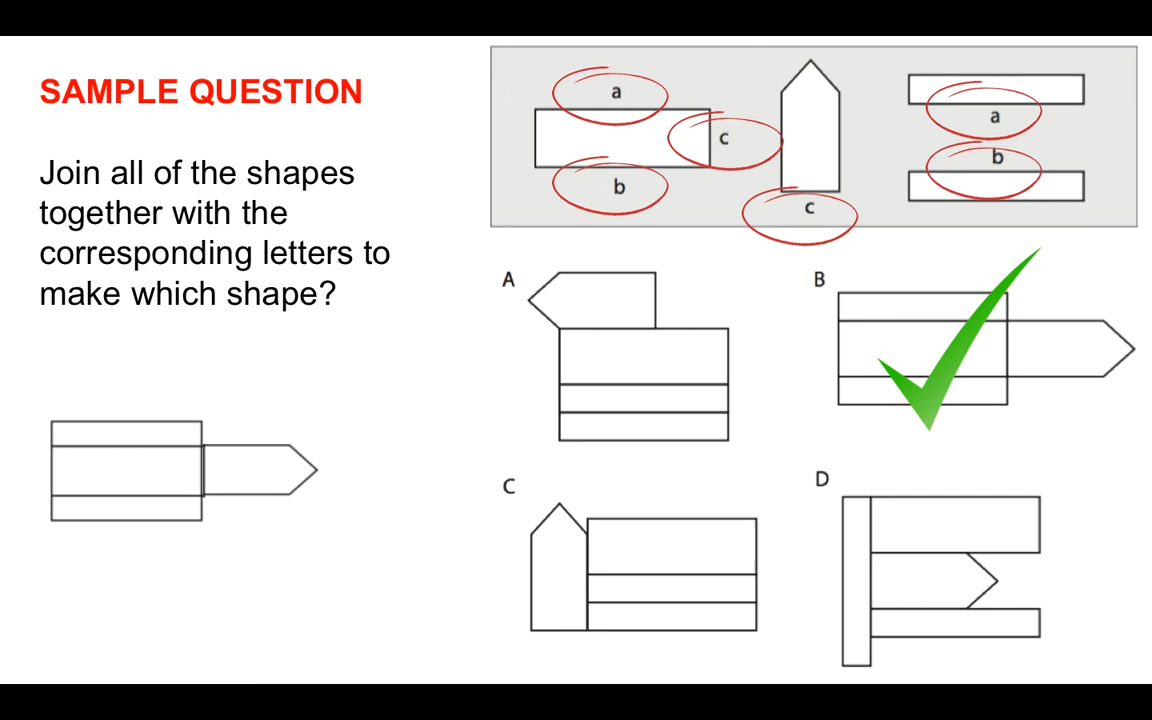 SAMPLE QUESTION
Join all of the shapes
together with the
corresponding letters to
make which shape?
a
c
b
c
a
b
A
B
C
D